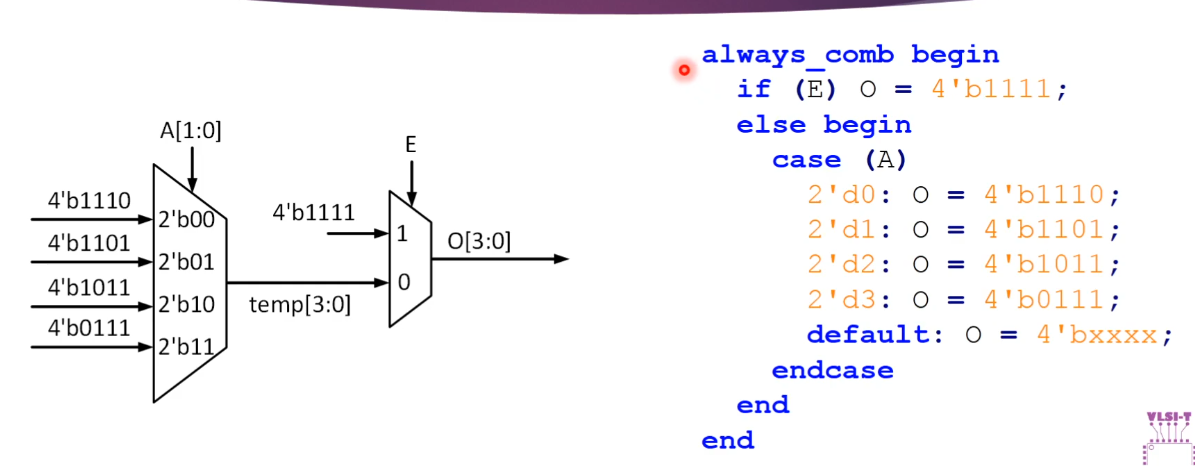 A[1:0]
E
4'b1110
2'b00
4'b1101
2'b01
4'b1011
2'b10
4'b0111
2'b11
temp[3:0]
4'b1111
1
0
O[3:0]
always_comb begin
if (E) O = 4'b1111;
else begin
case (A)
2'd0: O = 4'b1110;
2'd1: O = 4'b1101;
2'd2: O = 4'b1011;
2'd3: O = 4'b0111;
default: O = 4'bxxxx;
endcase
end
end
VLSI-T